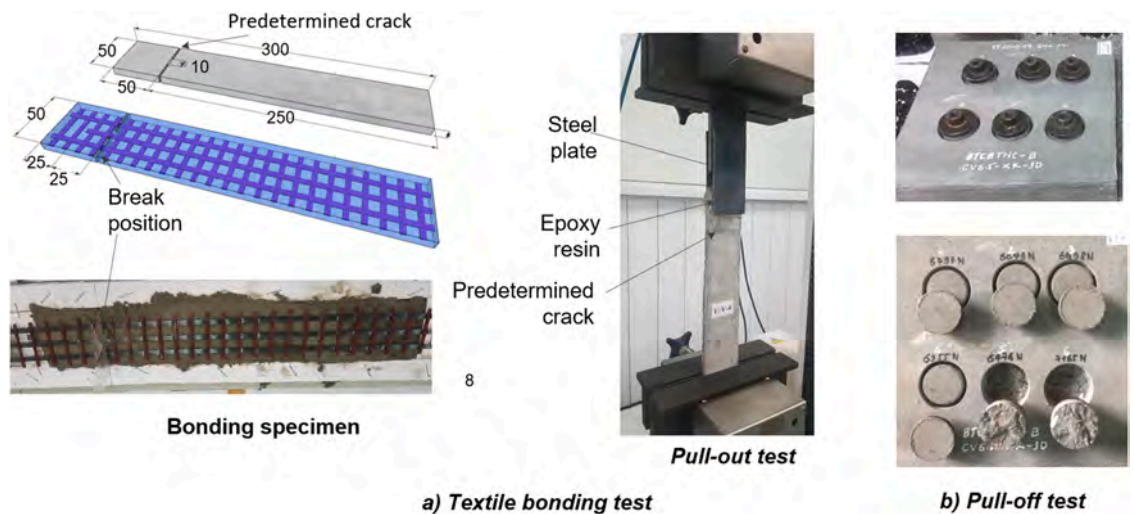 Predetermined crack
300
50
10
50
250
50
25
25
Break
position
8
Bonding specimen
Steel
plate
Epoxy
resin
Predetermined
crack
Pull-out test
a) Textile bonding test
BTCBTNC-B
b) Pull-off test